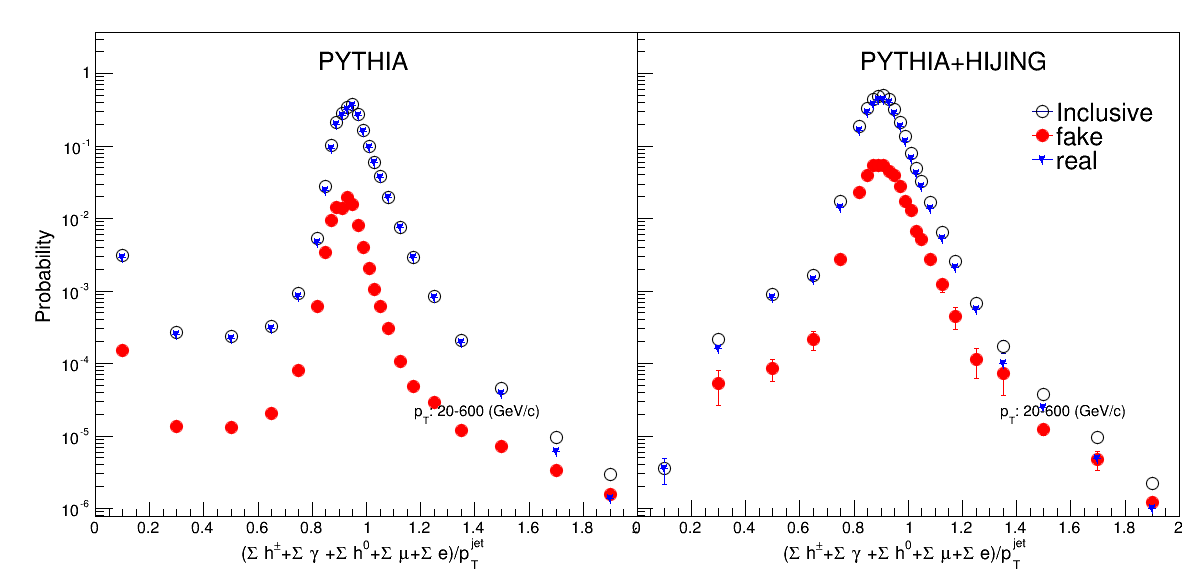 PYTHIA
PYTHIA+HIJING
Inclusive
fake
real
Probability
1
10⁻¹
10⁻²
10⁻³
10⁻⁴
10⁻⁵
10⁻⁶
p_T: 20-600 (GeV/c)
p_T: 20-600 (GeV/c)
0 0.2 0.4 0.6 0.8 1 1.2 1.4 1.6 1.8 2
0 0.2 0.4 0.6 0.8 1 1.2 1.4 1.6 1.8 2
(Σ h±+Σ γ +Σ h⁰+Σ μ+Σ e)/p_T^jet
(Σ h±+Σ γ +Σ h⁰+Σ μ+Σ e)/p_T^jet